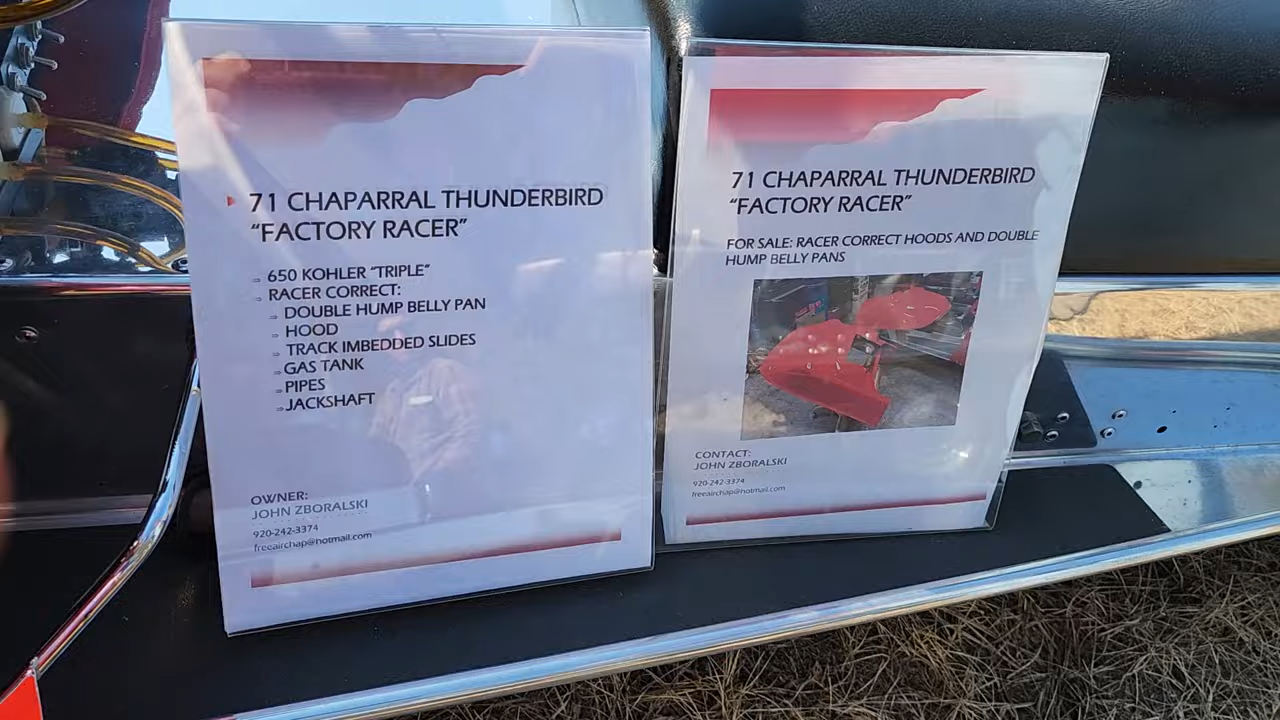 71 CHAPARRAL THUNDERBIRD
"FACTORY RACER"
650 KOHLER "TRIPLE"
RACER CORRECT:
DOUBLE HUMP BELLY PAN
HOOD
TRACK IMBEDDED SLIDES
GAS TANK
PIPES
JACKSHAFT
OWNER:
JOHN ZBORALSKI
920-242-3374
freeairchap@hotmail.com
71 CHAPARRAL THUNDERBIRD
"FACTORY RACER"
FOR SALE: RACER CORRECT HOODS AND DOUBLE
HUMP BELLY PANS
CONTACT:
JOHN ZBORALSKI
920-242-3374
freeairchap@hotmail.com